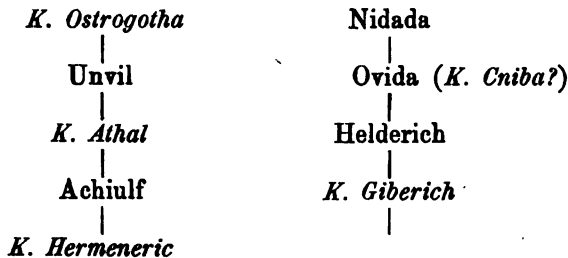 K. Ostrogotha
Unvil
K. Athal
Achiulf
K. Hermeneric
Nidada
Ovida (K. Cniba?)
Helderich
K. Giberich